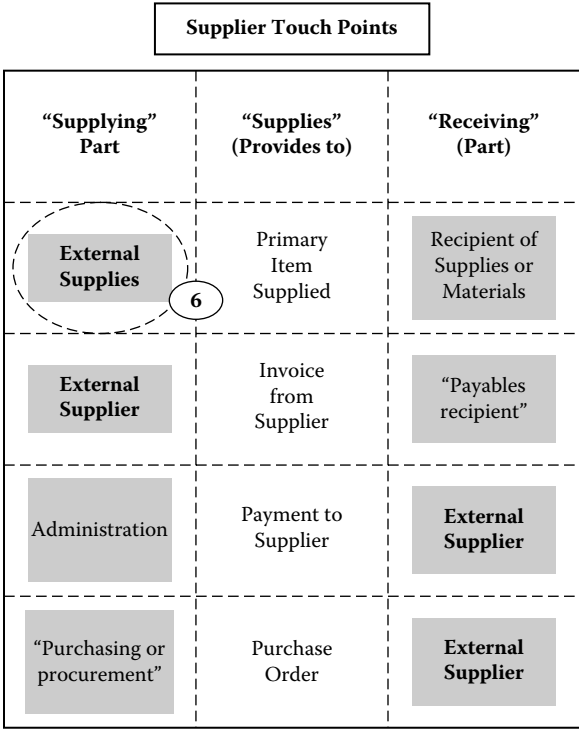 Supplier Touch Points
“Supplying”
Part
“Supplies”
(Provides to)
“Receiving”
(Part)
External
Supplies
6
Primary
Item
Supplied
Recipient of
Supplies or
Materials
External
Supplier
Invoice
from
Supplier
“Payables
recipient”
Administration
Payment to
Supplier
External
Supplier
“Purchasing or
procurement”
Purchase
Order
External
Supplier